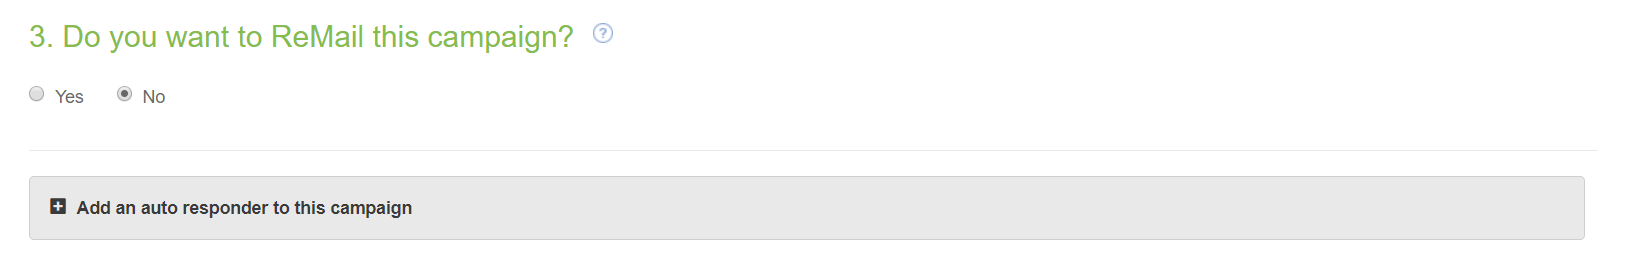 3. Do you want to ReMail this campaign? ?
Yes No
Add an auto responder to this campaign